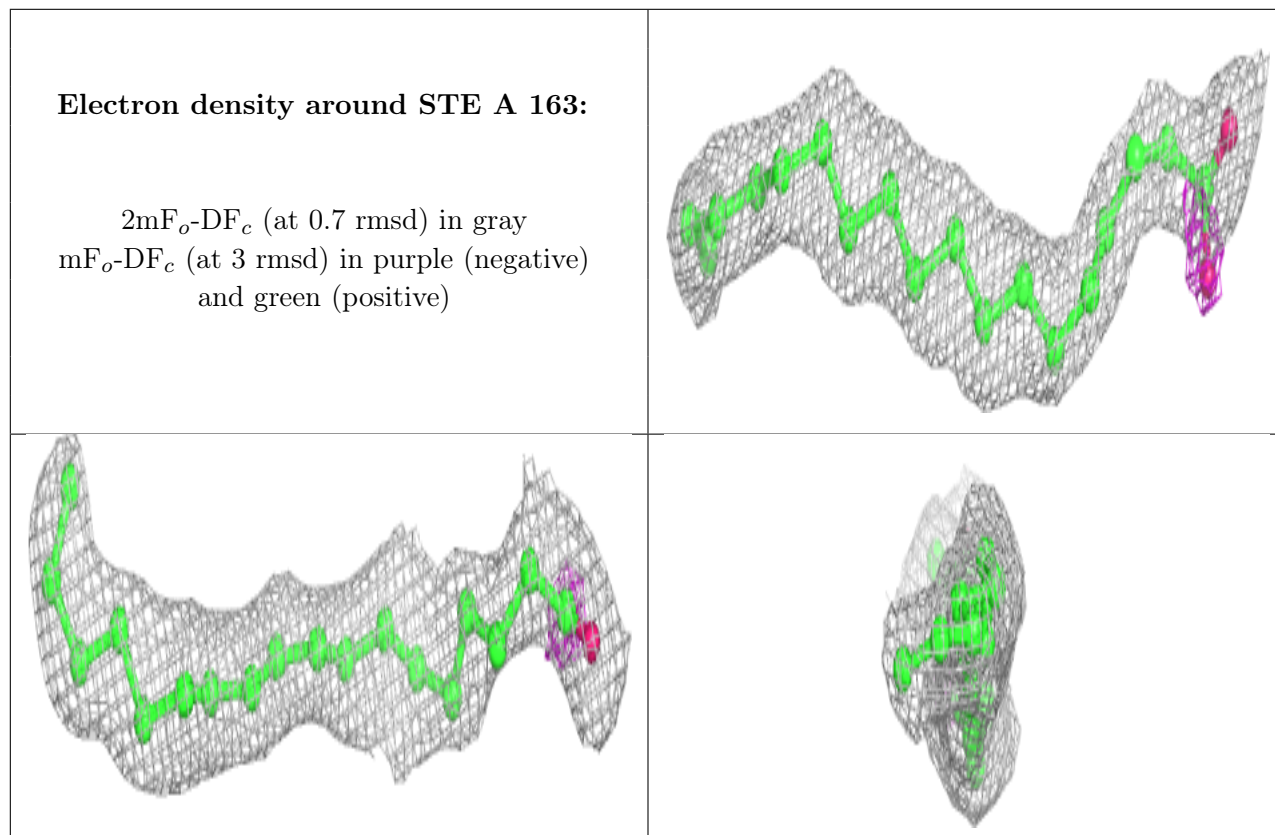 Electron density around STE A 163:
2mFo-DFc (at 0.7 rmsd) in gray
mFo-DFc (at 3 rmsd) in purple (negative)
and green (positive)